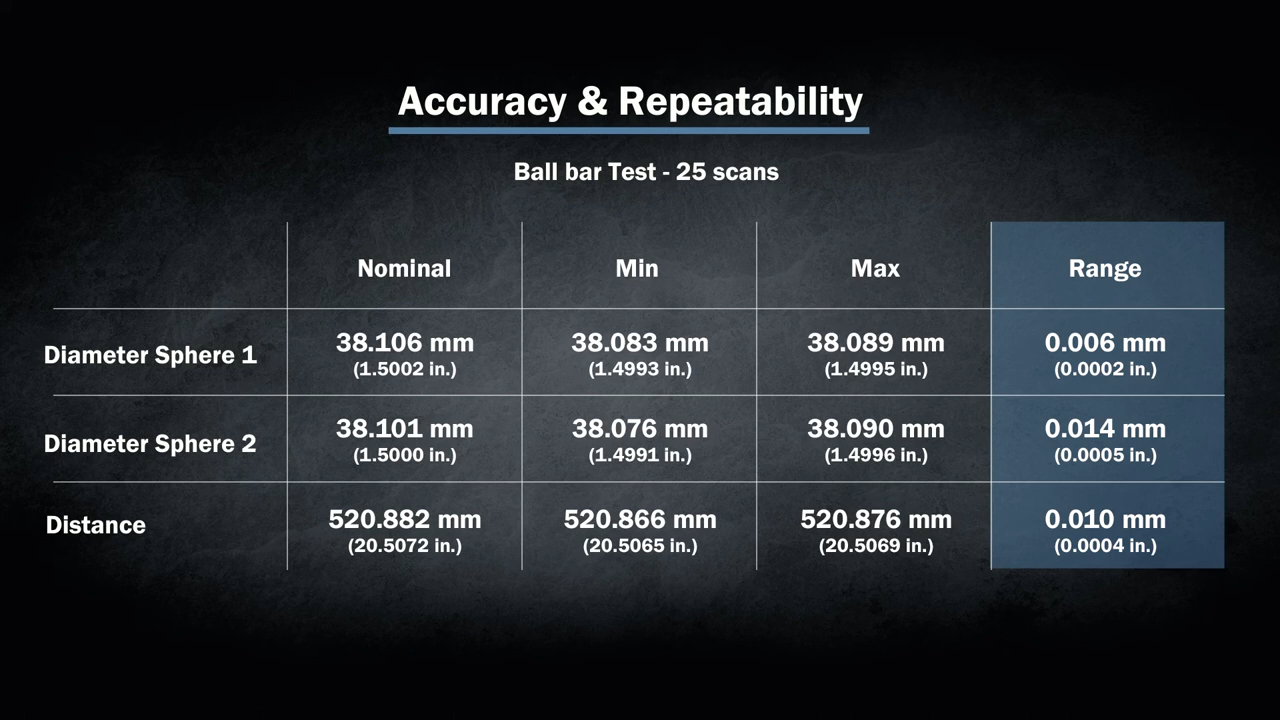 Accuracy & Repeatability
Ball bar Test - 25 scans
Nominal Min Max Range
Diameter Sphere 1 38.106 mm 38.083 mm 38.089 mm 0.006 mm
(1.5002 in.) (1.4993 in.) (1.4995 in.) (0.0002 in.)
Diameter Sphere 2 38.101 mm 38.076 mm 38.090 mm 0.014 mm
(1.5000 in.) (1.4991 in.) (1.4996 in.) (0.0005 in.)
Distance 520.882 mm 520.866 mm 520.876 mm 0.010 mm
(20.5072 in.) (20.5065 in.) (20.5069 in.) (0.0004 in.)